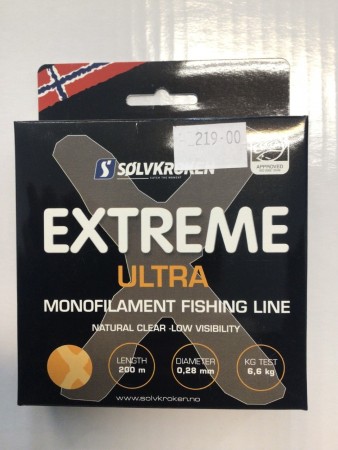 219-00
SØLVKROKEN
APPROVED
EXTREME
ULTRA
MONOFILAMENT FISHING LINE
NATURAL CLEAR -LOW VISIBILITY
LENGTH
200 m
DIAMETER
0,28 mm
KG TEST
6,6 kg
www.solvkroken.no